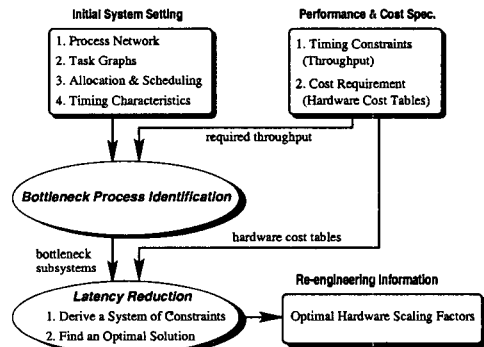 Initial System Setting
Performance & Cost Spec.
1. Process Network
2. Task Graphs
3. Allocation & Scheduling
4. Timing Characteristics
1. Timing Constraints
(Throughput)
2. Cost Requirement
(Hardware Cost Tables)
required throughput
Bottleneck Process Identification
bottleneck
subsystems
hardware cost tables
Latency Reduction
1. Derive a System of Constraints
2. Find an Optimal Solution
Re-engineering Information
Optimal Hardware Scaling Factors